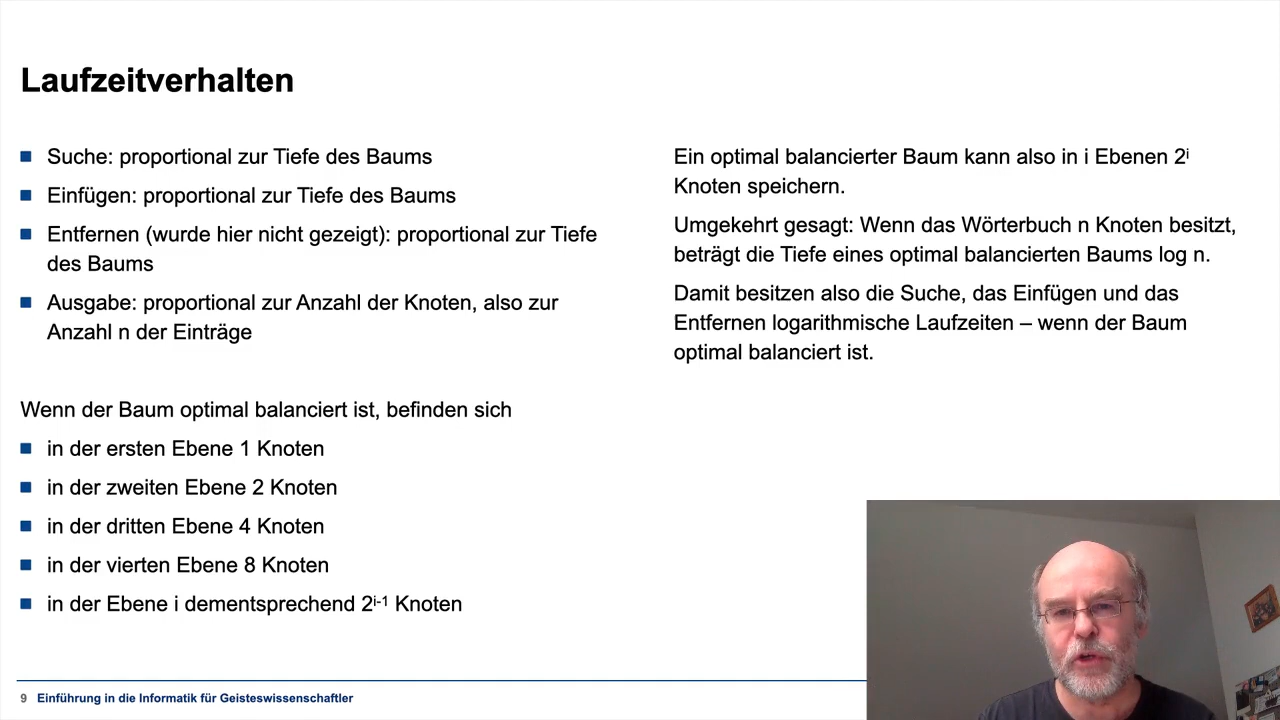 Laufzeitverhalten
Suche: proportional zur Tiefe des Baums
Einfügen: proportional zur Tiefe des Baums
Entfernen (wurde hier nicht gezeigt): proportional zur Tiefe
des Baums
Ausgabe: proportional zur Anzahl der Knoten, also zur
Anzahl n der Einträge
Wenn der Baum optimal balanciert ist, befinden sich
in der ersten Ebene 1 Knoten
in der zweiten Ebene 2 Knoten
in der dritten Ebene 4 Knoten
in der vierten Ebene 8 Knoten
in der Ebene i dementsprechend 2^i-1 Knoten
Ein optimal balancierter Baum kann also in i Ebenen 2^i
Knoten speichern.
Umgekehrt gesagt: Wenn das Wörterbuch n Knoten besitzt,
beträgt die Tiefe eines optimal balancierten Baums log n.
Damit besitzen also die Suche, das Einfügen und das
Entfernen logarithmische Laufzeiten – wenn der Baum
optimal balanciert ist.
9 Einführung in die Informatik für Geisteswissenschaftler